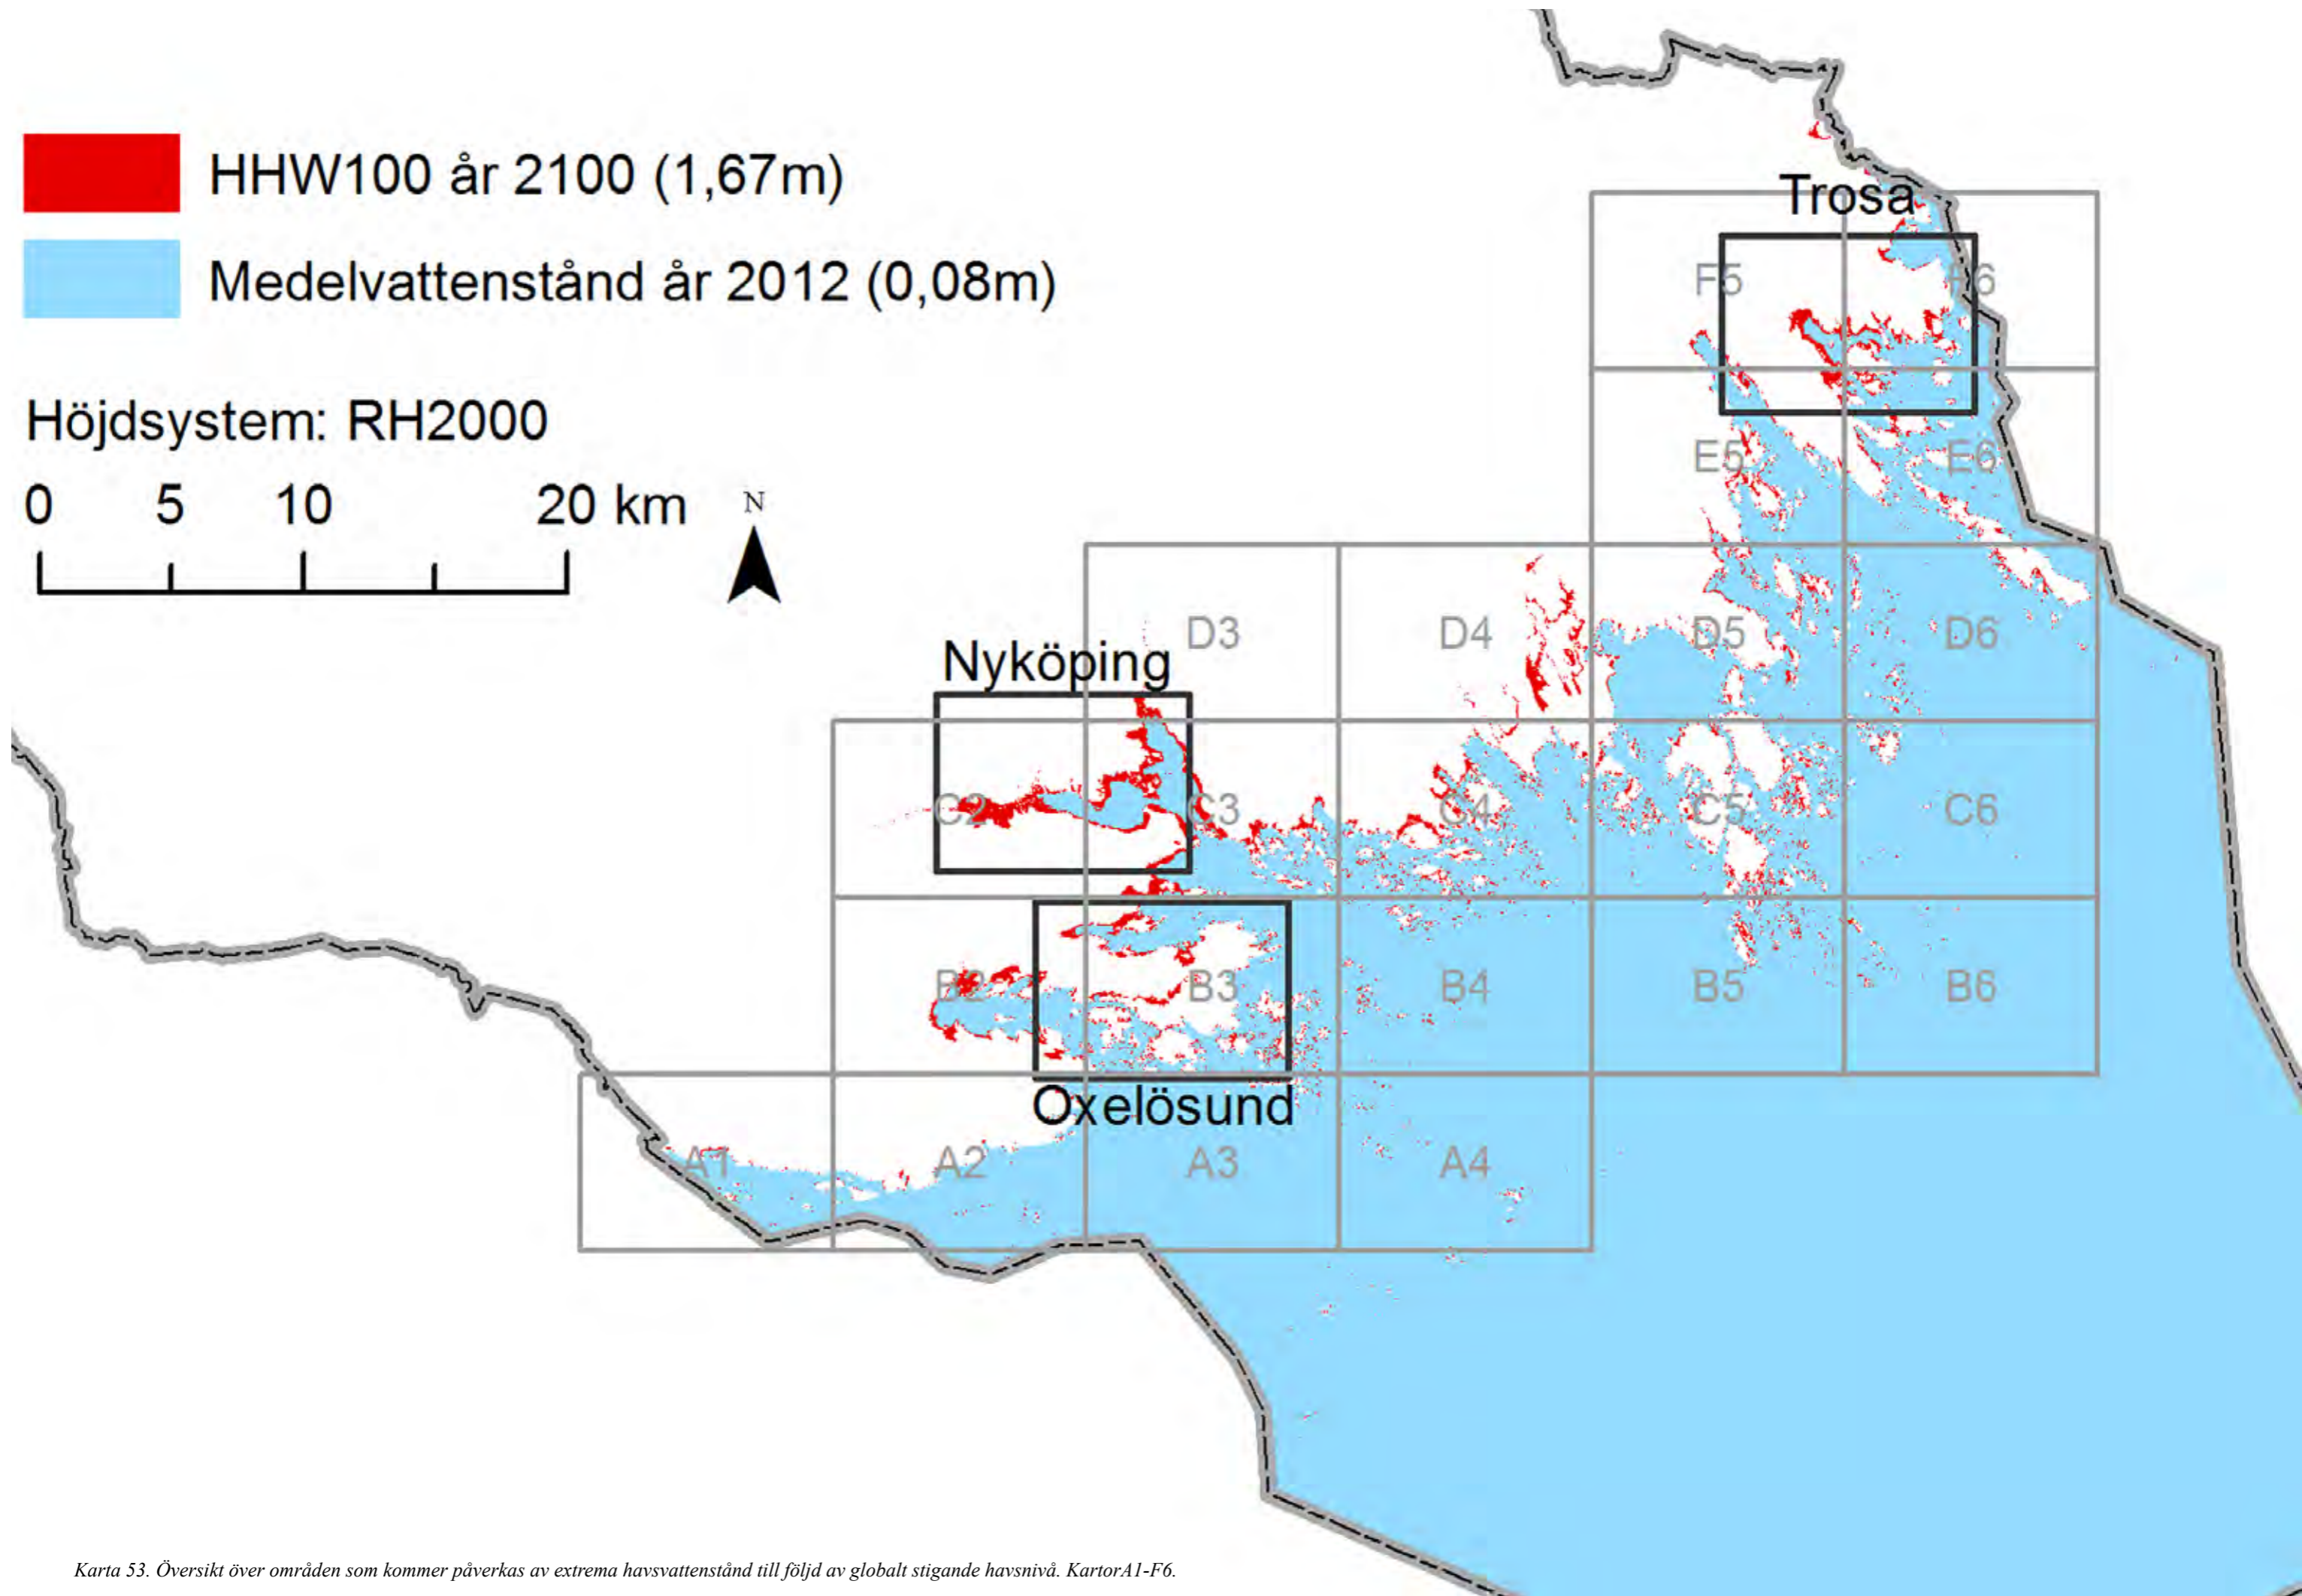 HHW100 år 2100 (1,67m)
Medelvattenstånd år 2012 (0,08m)
Höjdsystem: RH2000
0 5 10 20 km
N
Trosa
F5 F6
E5 E6
D3 D4 D5 D6
Nyköping
C2 C3 C4 C5 C6
B2 B3 B4 B5 B6
Oxelösund
A1 A2 A3 A4
Karta 53. Översikt över områden som kommer påverkas av extrema havsvattenstånd till följd av globalt stigande havsnivå. KartorA1-F6.